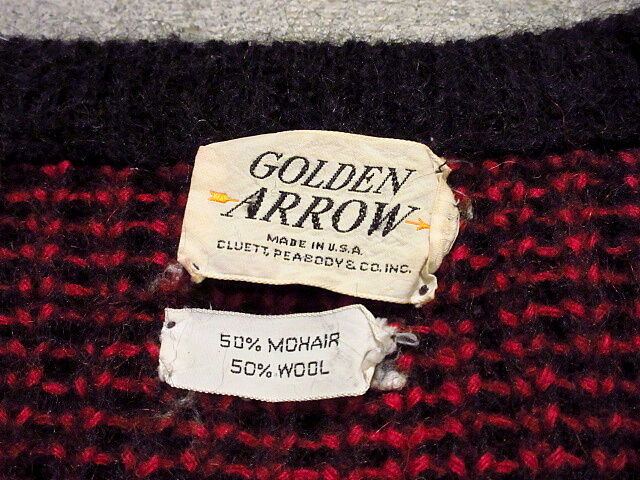 GOLDEN
ARROW
MADE IN U.S.A.
CLUETT, PEABODY & CO. INC.
50% MOHAIR
50% WOOL